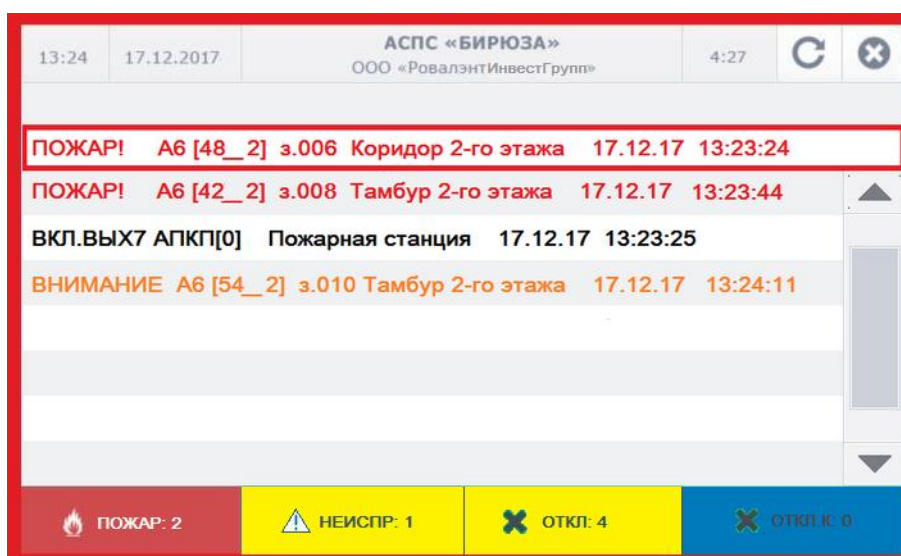 13:24 17.12.2017 АСПС «БИРЮЗА» 4:27
ООО «РовалэнтИнвестГрупп»
ПОЖАР! А6 [48__2] з.006 Коридор 2-го этажа 17.12.17 13:23:24
ПОЖАР! А6 [42__2] з.008 Тамбур 2-го этажа 17.12.17 13:23:44
ВКЛ.ВЫХ7 АПКП[0] Пожарная станция 17.12.17 13:23:25
ВНИМАНИЕ А6 [54__2] з.010 Тамбур 2-го этажа 17.12.17 13:24:11
ПОЖАР: 2 НЕИСПР: 1 ОТКЛ: 4 ОТКЛ.К: 0